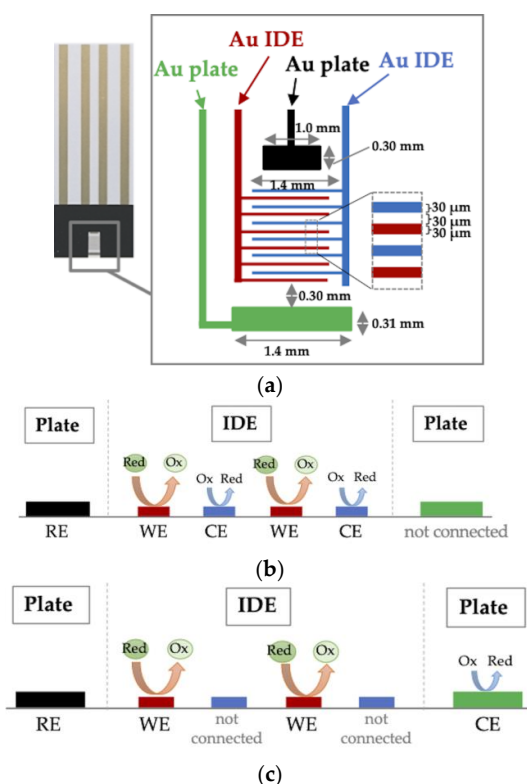 Au IDE
Au plate
Au plate
Au IDE
1.0 mm
0.30 mm
1.4 mm
30 µm
30 µm
30 µm
0.30 mm
0.31 mm
1.4 mm
(a)
Plate
IDE
Plate
Red
Ox
Ox Red
Red
Ox
Ox Red
RE
WE
CE
WE
CE
not connected
(b)
Plate
IDE
Plate
Red
Ox
Red
Ox
Ox Red
RE
WE
not
connected
WE
not
connected
CE
(c)